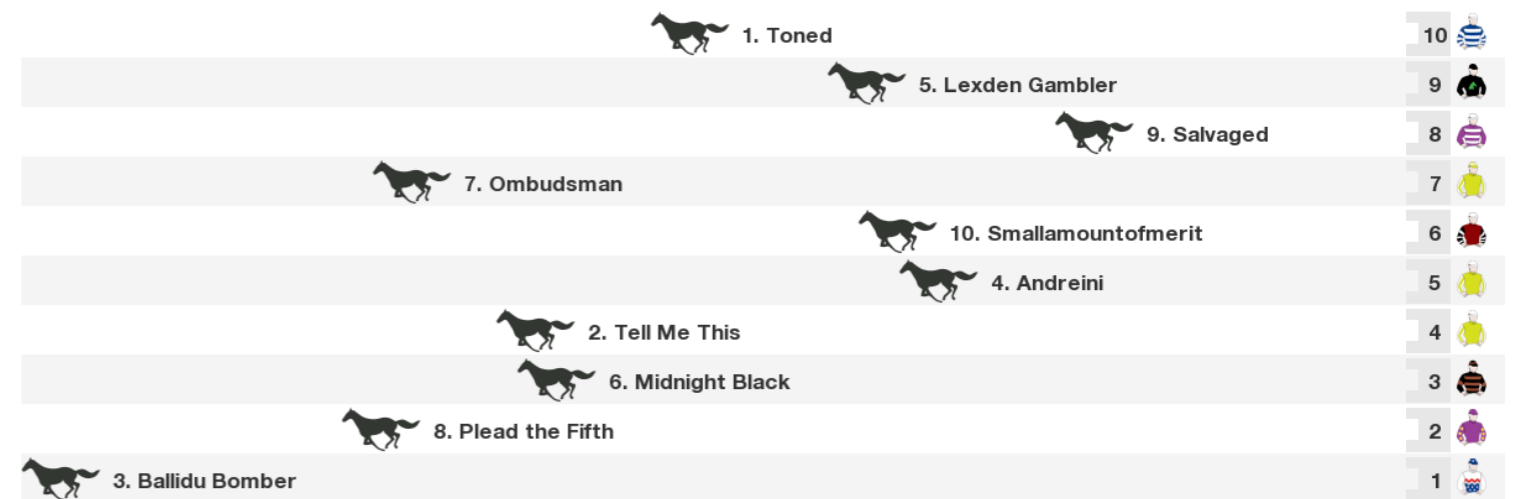 1. Toned 10
5. Lexden Gambler 9
9. Salvaged 8
7. Ombudsman 7
10. Smallamountofmerit 6
4. Andreini 5
2. Tell Me This 4
6. Midnight Black 3
8. Plead the Fifth 2
3. Ballidu Bomber 1